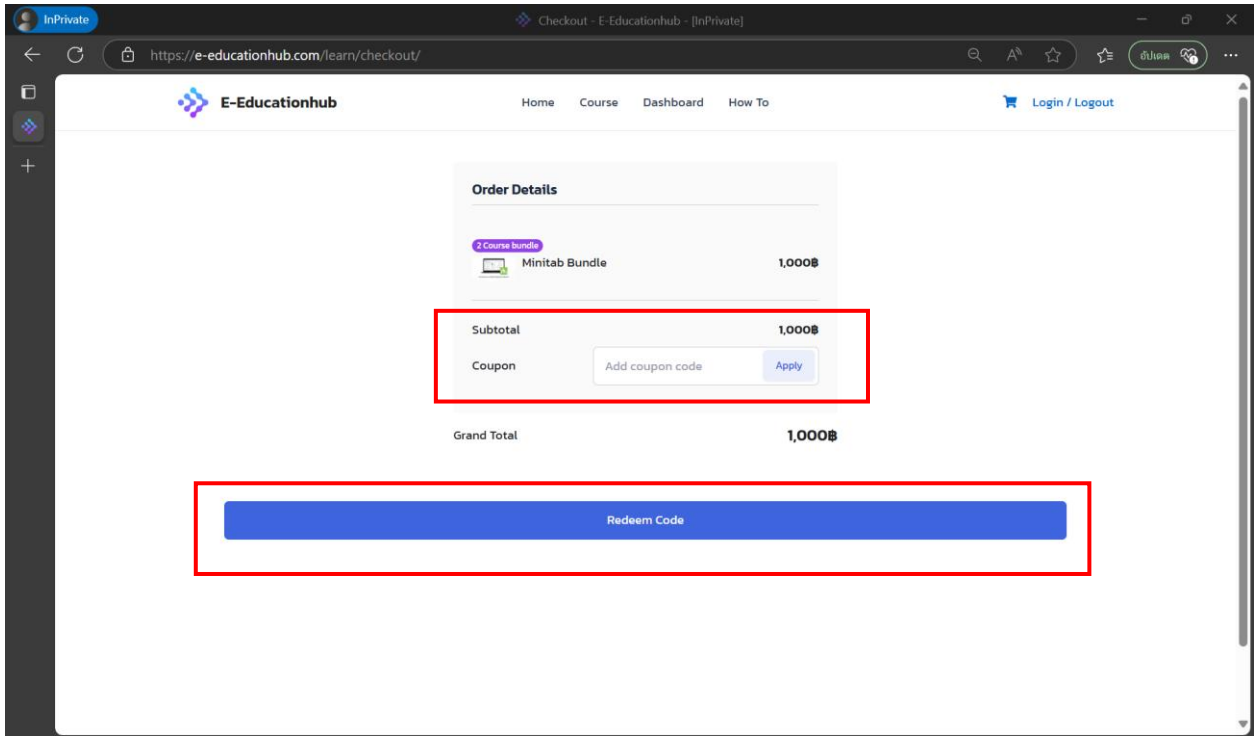 InPrivate
Checkout - E-Educationhub - [InPrivate]
https://e-educationhub.com/learn/checkout/
อัปเดต
E-Educationhub
Home Course Dashboard How To
Login / Logout
Order Details
2 Course bundle
Minitab Bundle 1,000฿
Subtotal 1,000฿
Coupon Add coupon code Apply
Grand Total 1,000฿
Redeem Code